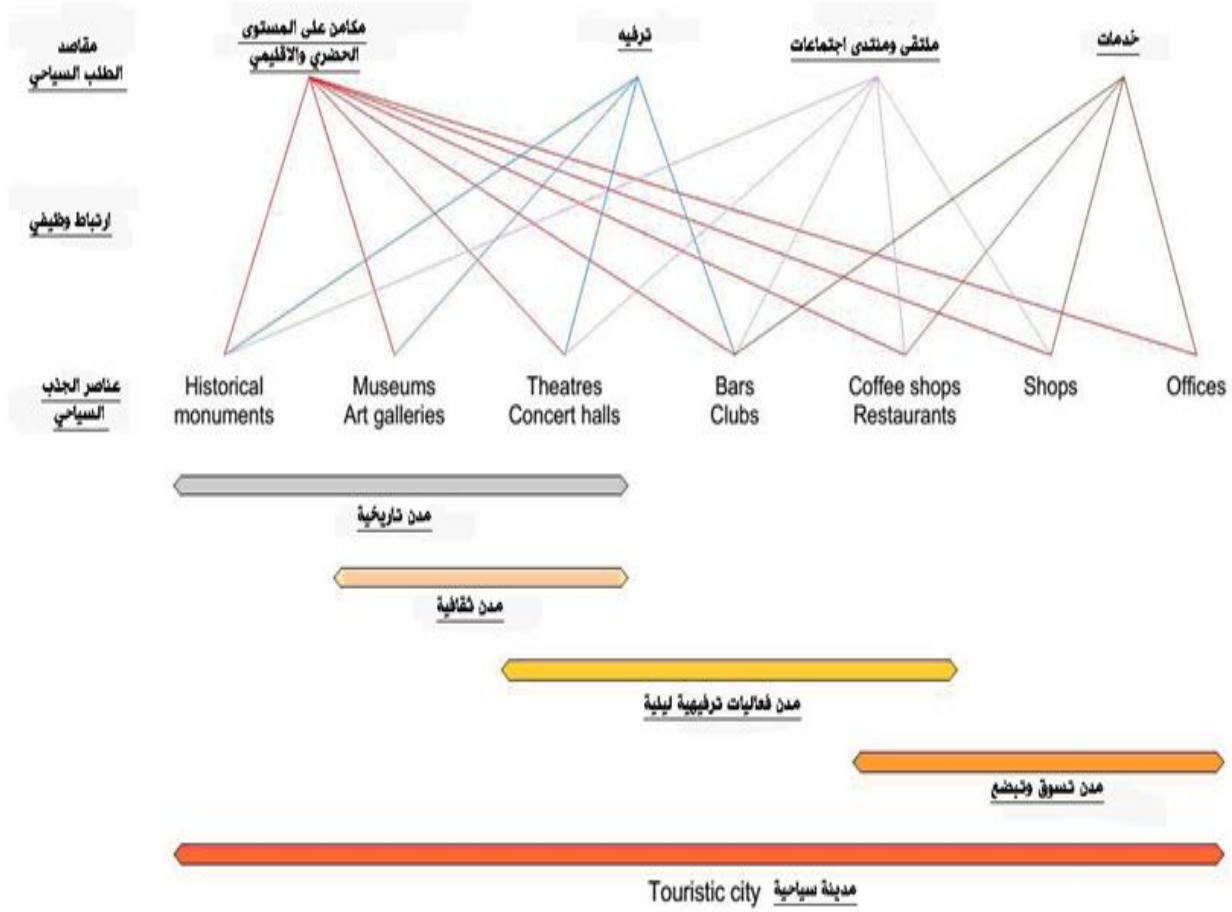 مقاصد
الطلب السياحي
مكامن على المستوى
الحضري والاقليمي
ترفيه
ملتقى ومنتدى اجتماعات
خدمات
ارتباط وظيفي
عناصر الجذب
السياحي
Historical
monuments
Museums
Art galleries
Theatres
Concert halls
Bars
Clubs
Coffee shops
Restaurants
Shops
Offices
مدن تاريخية
مدن ثقافية
مدن فعاليات ترفيهية ليلية
مدن تسوق وتبضع
Touristic city مدينة سياحية